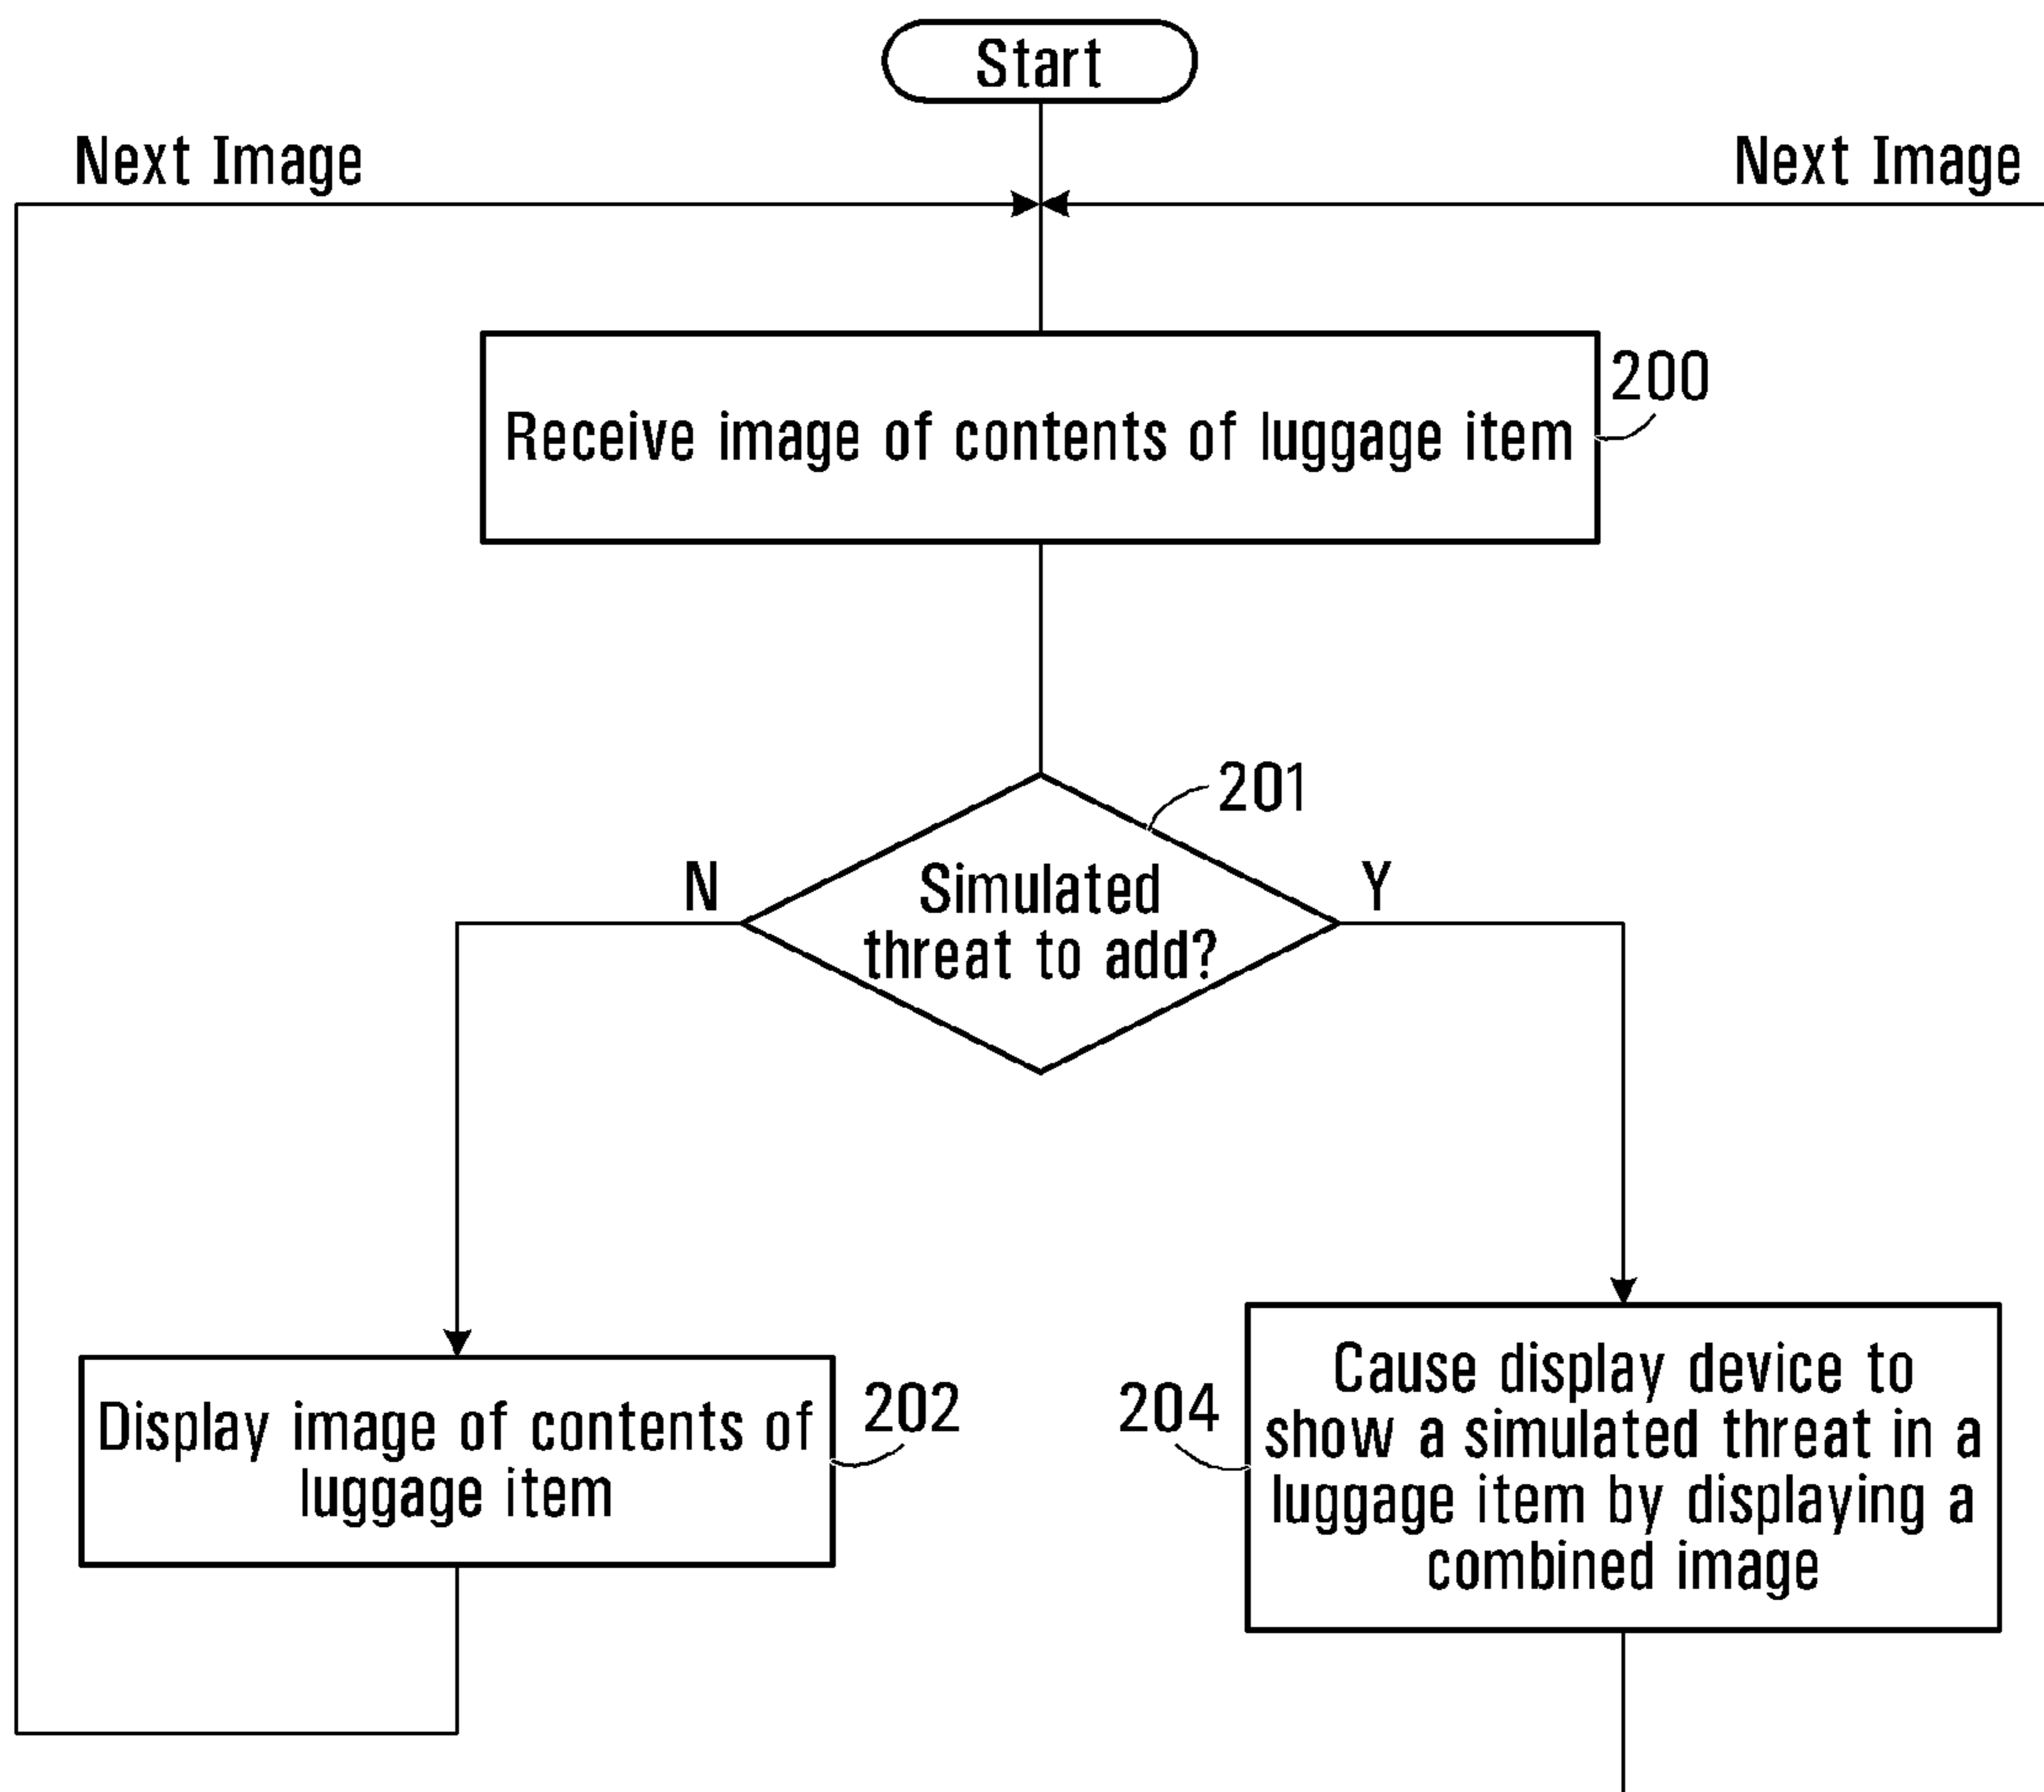 Start
Next Image
Next Image
Receive image of contents of luggage item
200
201
Simulated
threat to add?
N
Y
Display image of contents of
luggage item
202
204
Cause display device to
show a simulated threat in a
luggage item by displaying a
combined image